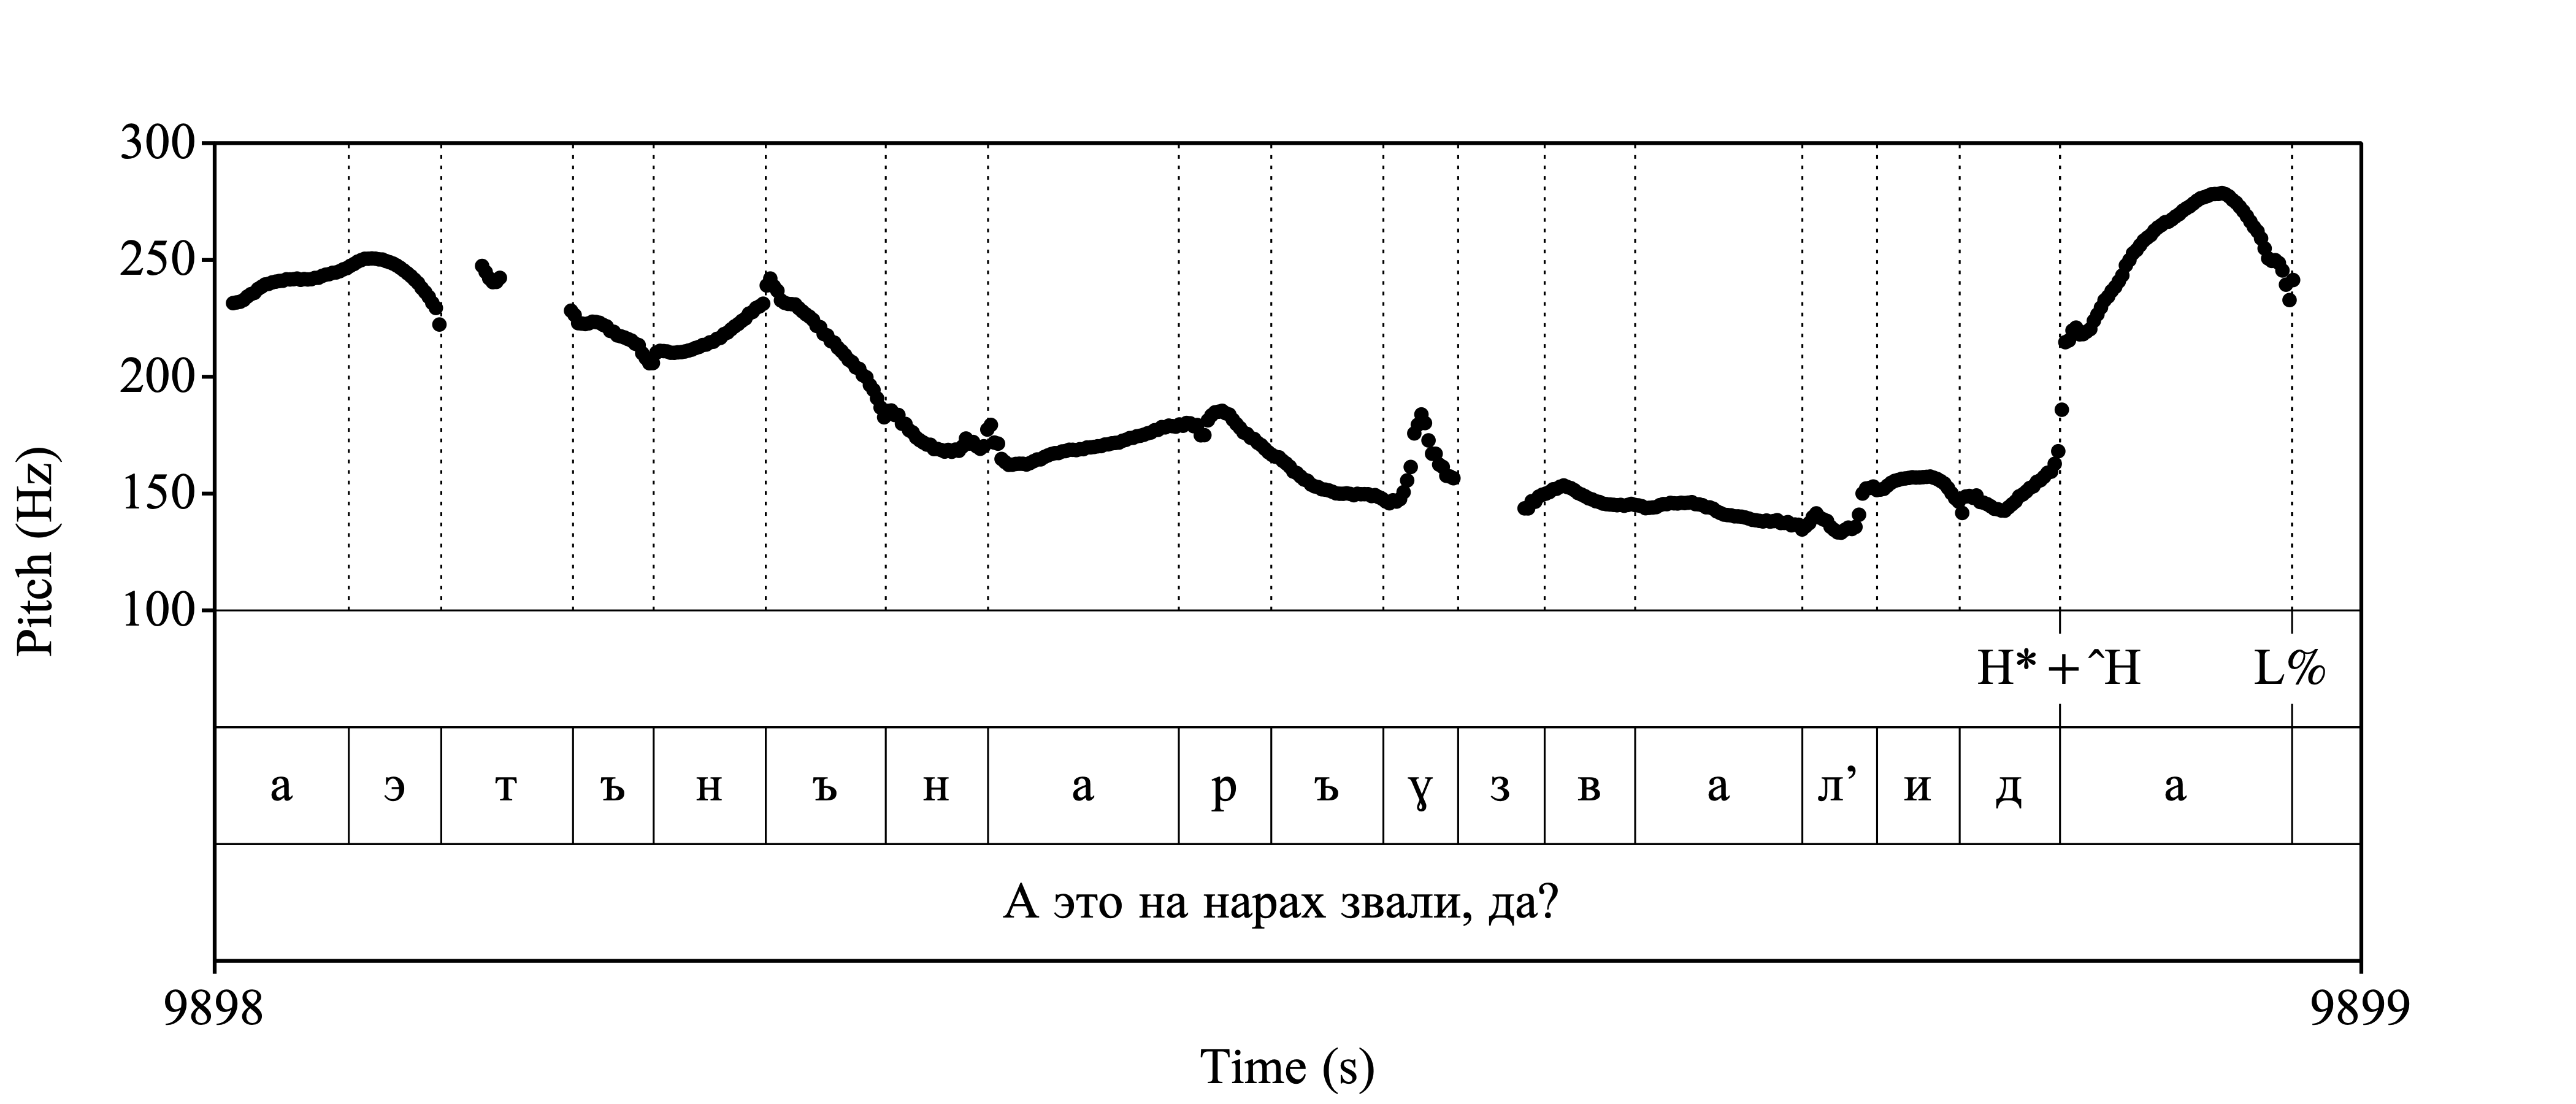 300
250
200
150
100
Pitch (Hz)
H* + ˆH L%
а э т ъ н ъ н а р ъ ɣ з в а л’ и д а
А это на нарах звали, да?
9898 9899
Time (s)